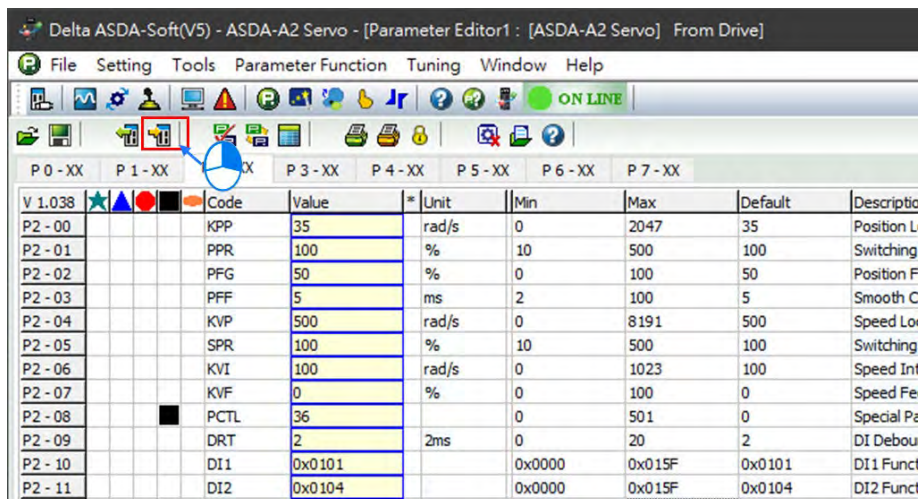 Delta ASDA-Soft(V5) - ASDA-A2 Servo - [Parameter Editor1 : [ASDA-A2 Servo] From Drive]
File Setting Tools Parameter Function Tuning Window Help
ON LINE
P 0 - XX P 1 - XX XX P 3 - XX P 4 - XX P 5 - XX P 6 - XX P 7 - XX
V 1.038 Code Value * Unit Min Max Default Descriptio
P2 - 00 KPP 35 rad/s 0 2047 35 Position L
P2 - 01 PPR 100 % 10 500 100 Switching
P2 - 02 PFG 50 % 0 100 50 Position F
P2 - 03 PFF 5 ms 2 100 5 Smooth C
P2 - 04 KVP 500 rad/s 0 8191 500 Speed Loo
P2 - 05 SPR 100 % 10 500 100 Switching
P2 - 06 KVI 100 rad/s 0 1023 100 Speed Int
P2 - 07 KVF 0 % 0 100 0 Speed Fe
P2 - 08 PCTL 36 0 501 0 Special Pa
P2 - 09 DRT 2 2ms 0 20 2 DI Debou
P2 - 10 DI1 0x0101 0x0000 0x015F 0x0101 DI1 Funct
P2 - 11 DI2 0x0104 0x0000 0x015F 0x0104 DI2 Funct